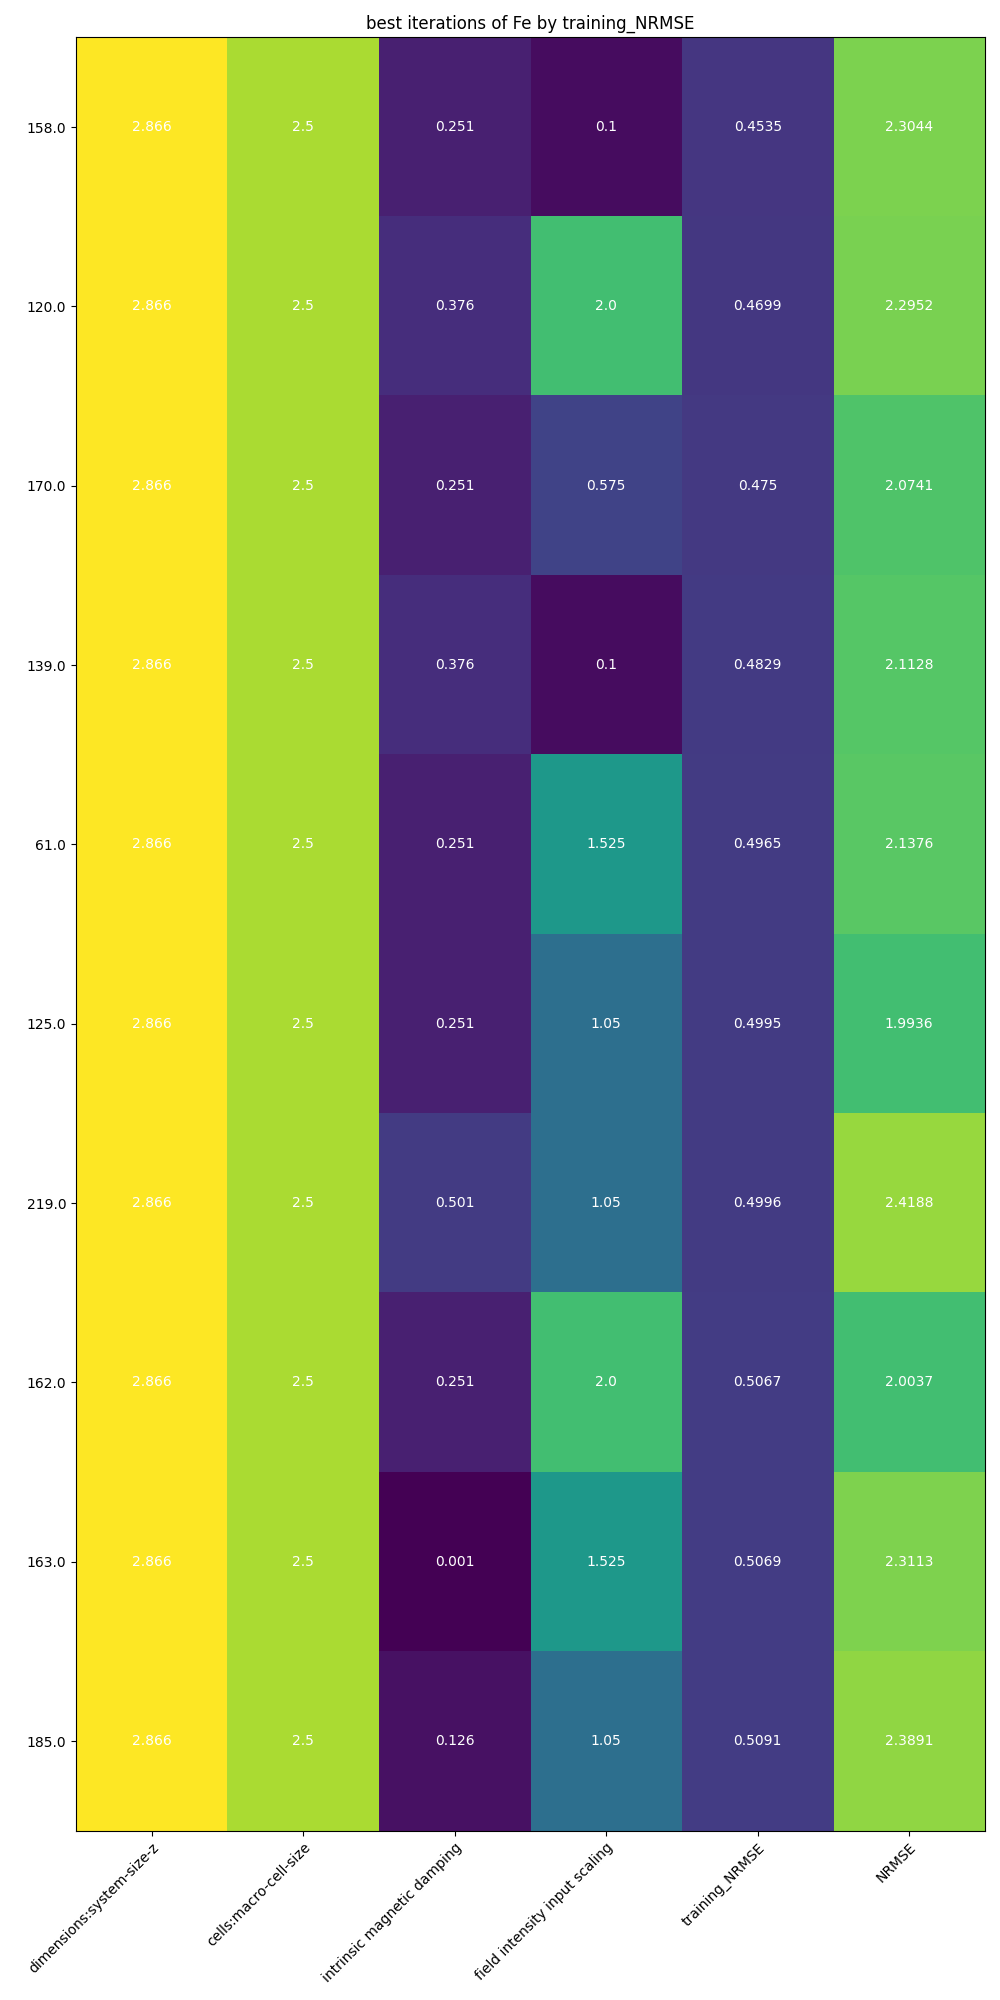 best iterations of Fe by training_NRMSE
158.0 2.866 2.5 0.251 0.1 0.4535 2.3044
120.0 2.866 2.5 0.376 2.0 0.4699 2.2952
170.0 2.866 2.5 0.251 0.575 0.475 2.0741
139.0 2.866 2.5 0.376 0.1 0.4829 2.1128
61.0 2.866 2.5 0.251 1.525 0.4965 2.1376
125.0 2.866 2.5 0.251 1.05 0.4995 1.9936
219.0 2.866 2.5 0.501 1.05 0.4996 2.4188
162.0 2.866 2.5 0.251 2.0 0.5067 2.0037
163.0 2.866 2.5 0.001 1.525 0.5069 2.3113
185.0 2.866 2.5 0.126 1.05 0.5091 2.3891
dimensions:system-size-z
cells:macro-cell-size
intrinsic magnetic damping
field intensity input scaling
training_NRMSE
NRMSE